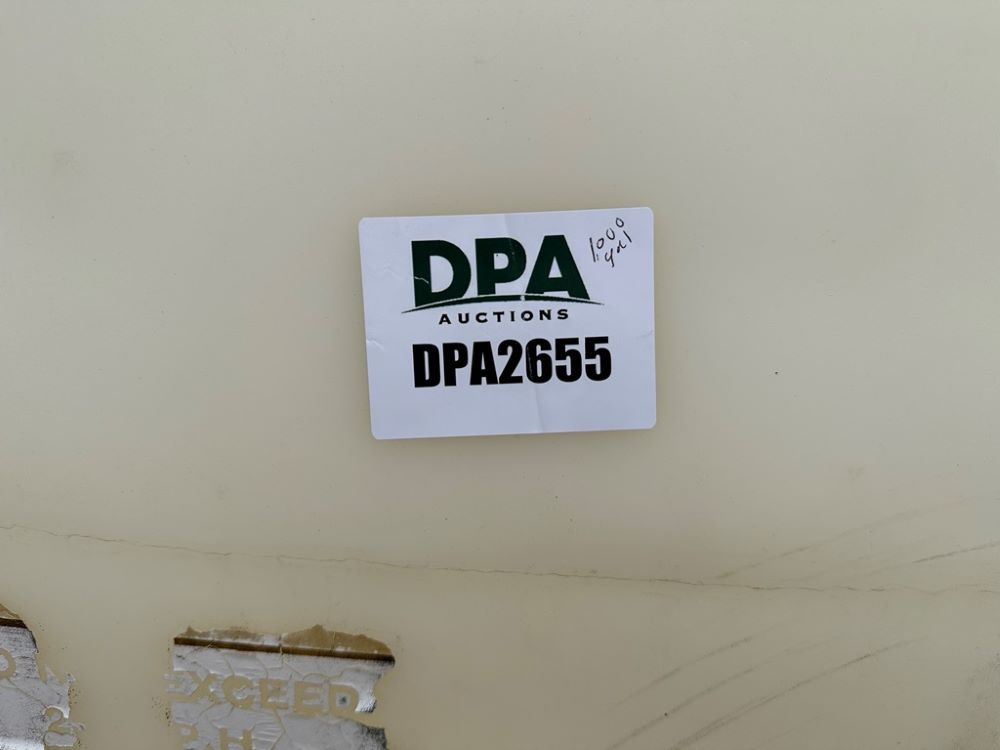 DPA
1000
gal
AUCTIONS
DPA2655
EXCEED